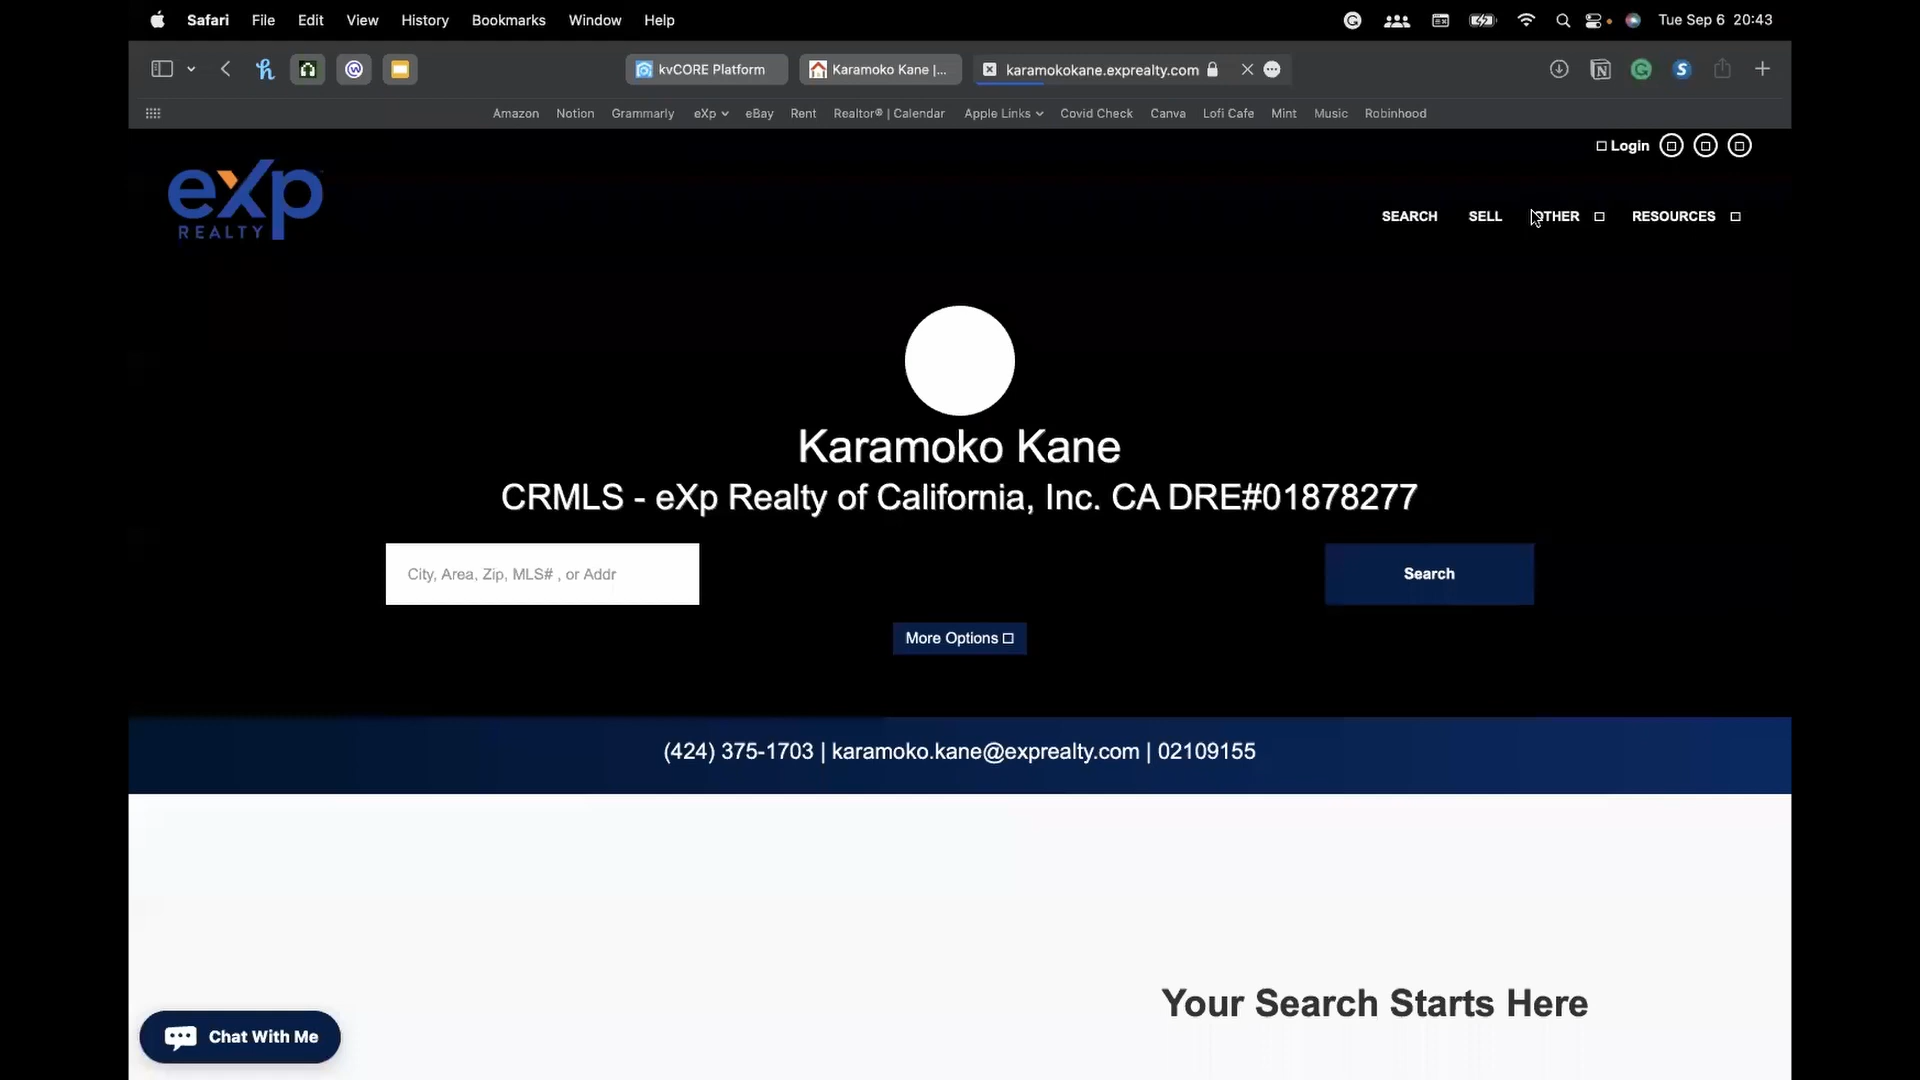 Safari File Edit View History Bookmarks Window Help Tue Sep 6 20:43
kvCORE Platform Karamoko Kane |... karamokokane.exprealty.com
Amazon Notion Grammarly eXp eBay Rent Realtor® | Calendar Apple Links Covid Check Canva Lofi Cafe Mint Music Robinhood
Login
eXp
REALTY
SEARCH SELL OTHER RESOURCES
Karamoko Kane
CRMLS - eXp Realty of California, Inc. CA DRE#01878277
City, Area, Zip, MLS# , or Addr
Search
More Options
(424) 375-1703 | karamoko.kane@exprealty.com | 02109155
Your Search Starts Here
Chat With Me